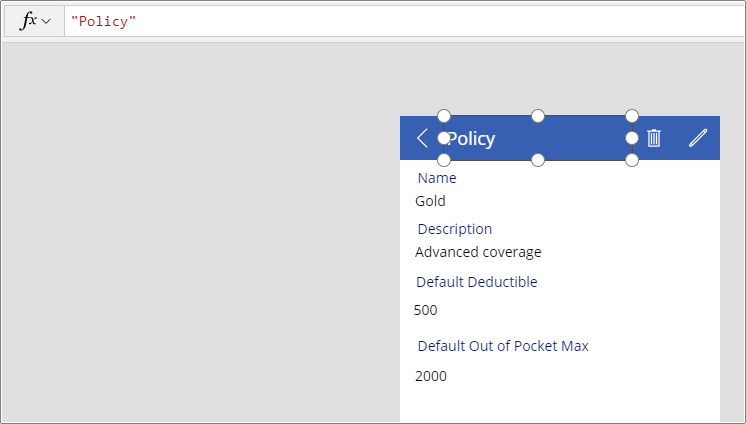 fx "Policy"
Policy
Name
Gold
Description
Advanced coverage
Default Deductible
500
Default Out of Pocket Max
2000